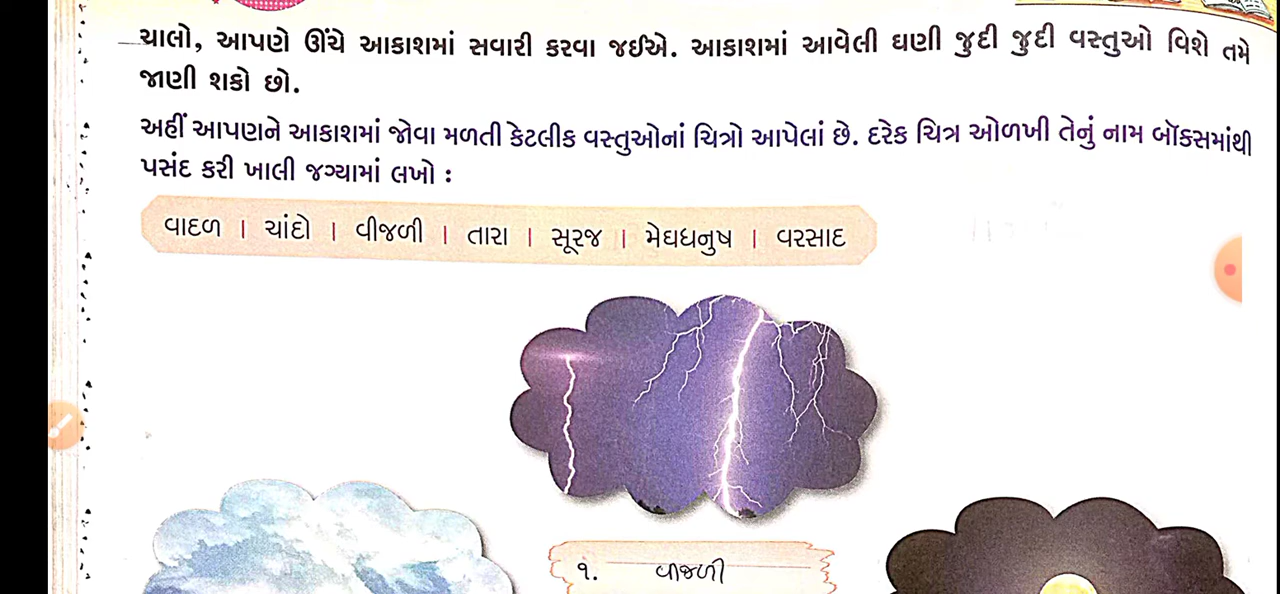 ચાલો, આપણે ઊંચે આકાશમાં સવારી કરવા જઈએ. આકાશમાં આવેલી ઘણી જુદી જુદી વસ્તુઓ વિશે તમે
જાણી શકો છો.
અહીં આપણને આકાશમાં જોવા મળતી કેટલીક વસ્તુઓનાં ચિત્રો આપેલાં છે. દરેક ચિત્ર ઓળખી તેનું નામ બૉક્સમાંથી
પસંદ કરી ખાલી જગ્યામાં લખો :
વાદળ | ચાંદો | વીજળી | તારા | સૂરજ | મેઘધનુષ | વરસાદ
૧. વીજળી